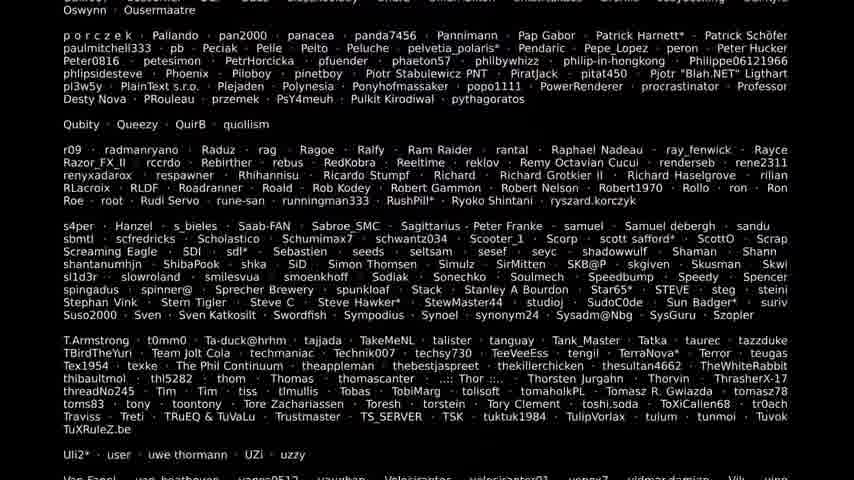 Oswynn · Ousermaatre
p o r c z e k · Pallando · pan2000 · panacea · panda7456 · Pannimann · Pap Gabor · Patrick Harnett* · Patrick Schöfer
paulmitchell333 · pb · Peciak · Pelle · Pelto · Peluche · pelvetia_polaris* · Pendaric · Pepe_Lopez · peron · Peter Hucker
Peter0816 · petesimon · PetrHorcicka · pfuender · phaeton57 · philbywhizz · philip-in-hongkong · Philippe06121966
phlipsidesteve · Phoenix · Piloboy · pinetboy · Piotr Stabulewicz PNT · PiratJack · pitat450 · Pjotr "Blah.NET" Ligthart
pl3w5y · PlainText s.r.o. · Plejaden · Polynesia · Ponyhofmassaker · popo1111 · PowerRenderer · procrastinator · Professor
Desty Nova · PRouleau · przemek · PsY4meuh · Pulkit Kirodiwal · pythagoratos
Qubity · Queezy · QuirB · quollism
r09 · radmanryano · Raduz · rag · Ragoe · Ralfy · Ram Raider · rantal · Raphael Nadeau · ray_fenwick · Rayce
Razor_FX_II · rccrdo · Rebirther · rebus · RedKobra · Reeltime · reklov · Remy Octavian Cucui · renderseb · rene2311
renyxadarox · respawner · Rhihannisu · Ricardo Stumpf · Richard · Richard Grotkier II · Richard Haselgrove · rilian
RLacroix · RLDF · Roadranner · Roald · Rob Kodey · Robert Gammon · Robert Nelson · Robert1970 · Rollo · ron · Ron
Roe · root · Rudi Servo · rune-san · runningman333 · RushPill* · Ryoko Shintani · ryszard.korczyk
s4per · Hanzel · s_bieles · Saab-FAN · Sabroe_SMC · Sagittarius - Peter Franke · samuel · Samuel debergh · sandu
sbmtl · scfredricks · Scholastico · Schumimax7 · schwantz034 · Scooter_1 · Scorp · scott safford* · ScottO · Scrap
Screaming Eagle · SDI · sdl* · Sebastien · seeds · seltsam · sesef · seyc · shadowwulf · Shaman · Shann
shantanumhjn · ShibaPook · shka · SiD · Simon Thomsen · Simulz · SirMitten · SKB@P · skgiven · Skusman · Skwi
sl1d3r · slowroland · smilesvua · smoenkhoff · Sodiak · Sonechko · Soulmech · Speedbump · Speedy · Spencer
spingadus · spinner@ · Sprecher Brewery · spunkloaf · Stack · Stanley A Bourdon · Star65* · STE\/E · steg · steini
Stephan Vink · Stern Tigler · Steve C · Steve Hawker* · StewMaster44 · studioj · SudoC0de · Sun Badger* · suriv
Suso2000 · Sven · Sven Katkosilt · Swordfish · Sympodius · Synoel · synonym24 · Sysadm@Nbg · SysGuru · Szopler
T.Armstrong · t0mm0 · Ta-duck@hrhm · tajjada · TakeMeNL · talister · tanguay · Tank_Master · Tatka · taurec · tazzduke
TBirdTheYuri · Team Jolt Cola · techmaniac · Technik007 · techsy730 · TeeVeeEss · tengil · TerraNova* · Terror · teugas
Tex1954 · texke · The Phil Continuum · theappleman · thebestjaspreet · thekillerchicken · thesultan4662 · TheWhiteRabbit
thibaultmol · thl5282 · thom · Thomas · thomascanter · ..::: Thor ::.. · Thorsten Jurgahn · Thorvin · ThrasherX-17
threadNo245 · Tim · Tim · tiss · tlmullis · Tobas · TobiMarg · tolisoft · tomaholkPL · Tomasz R. Gwiazda · tomasz78
toms83 · tony · toontony · Tore Zachariassen · Toresh · torstein · Tory Clement · toshi.soda · ToXiCallen68 · tr0ach
Traviss · Treti · TRuEQ & TuVaLu · Trustmaster · TS_SERVER · TSK · tuktuk1984 · TulipVorlax · tulum · tunmoi · Tuvok
TuXRuleZ.be
Uli2* · user · uwe thormann · UZi · uzzy